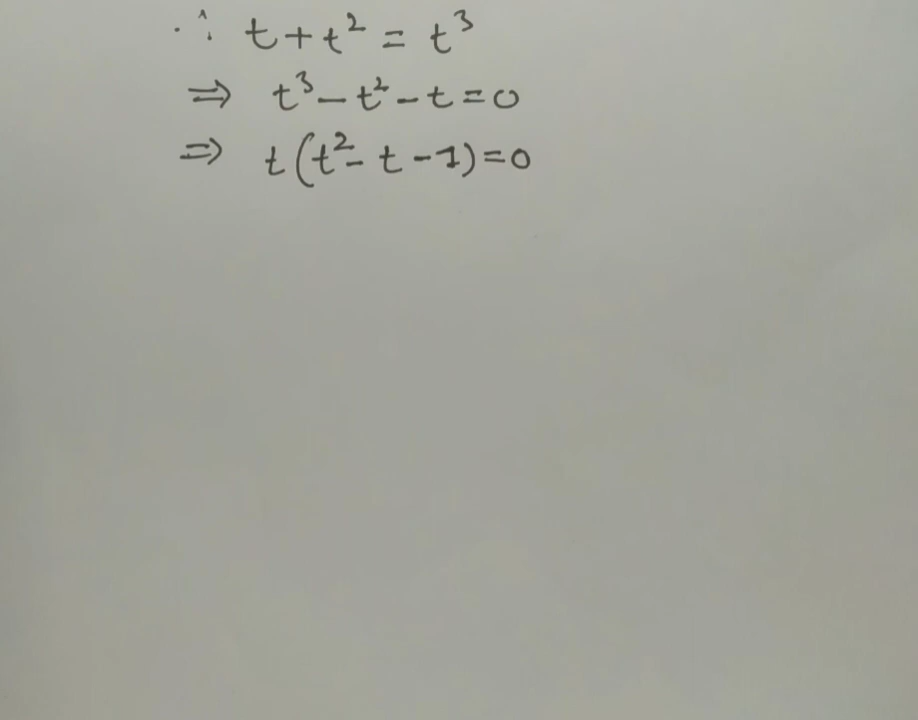 ∴ t + t² = t³
⇒ t³ - t² - t = 0
⇒ t(t² - t - 1) = 0